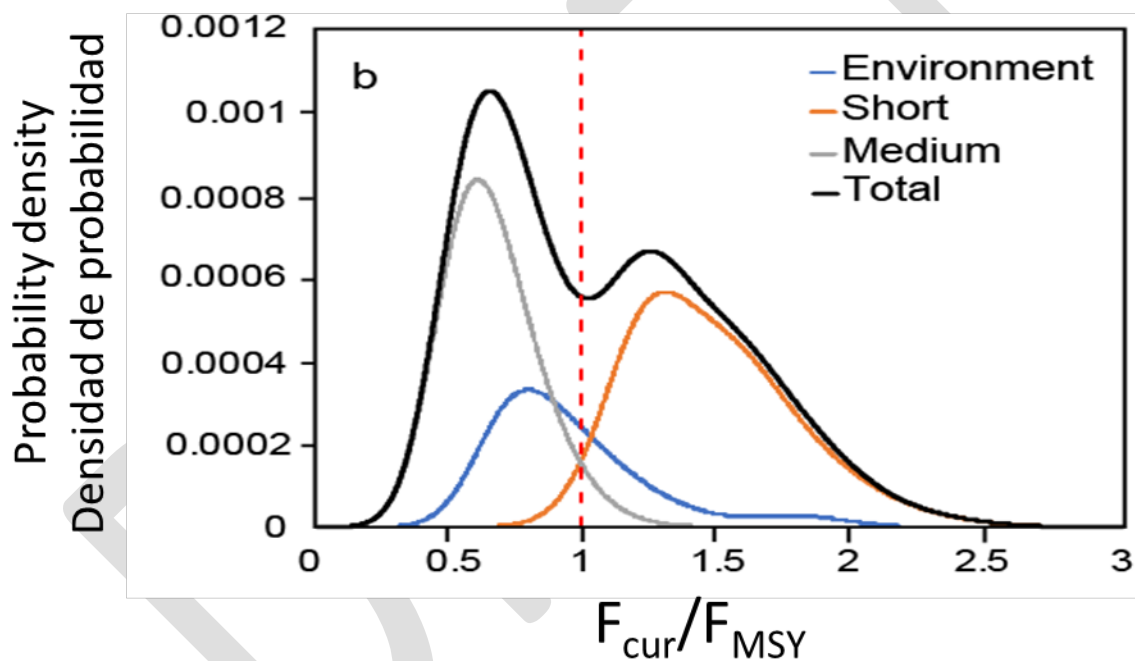 Probability density
Densidad de probabilidad
0.0012
0.001
0.0008
0.0006
0.0004
0.0002
0
b
Environment
Short
Medium
Total
0 0.5 1 1.5 2 2.5 3
Fcur/FMSY